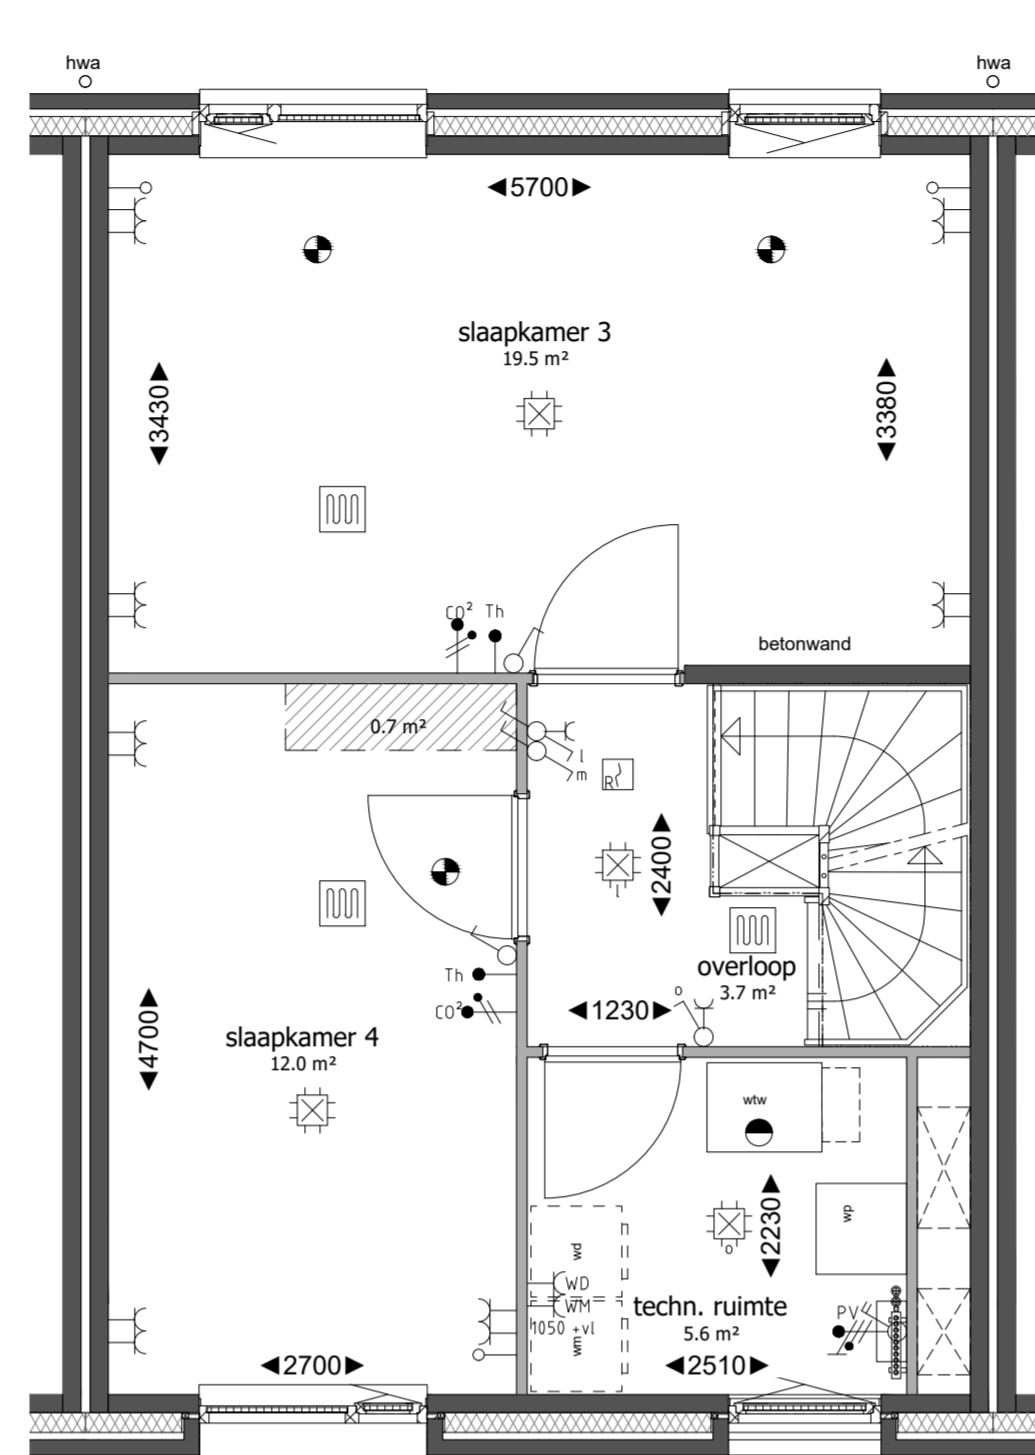 hwa
hwa
5700
slaapkamer 3
19.5 m²
3430
3380
CO²
Th
betonwand
0.7 m²
l
m
R
2400
l
overloop
3.7 m²
1230
o
Th
CO²
4700
slaapkamer 4
12.0 m²
wtw
wp
2230
o
wd
WD
WM
1050 +vl
wm
techn. ruimte
5.6 m²
PV
2700
2510